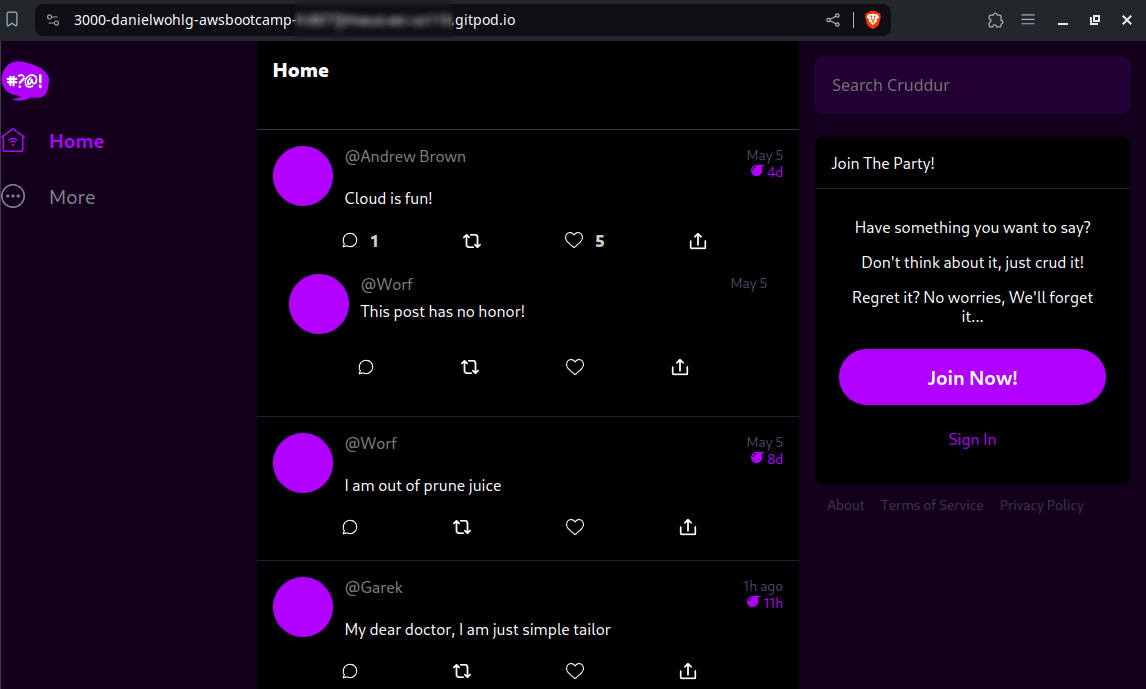 3000-danielwohlg-awsbootcamp-
.gitpod.io
#?@!
Home
More
Home
@Andrew Brown
May 5
4d
Cloud is fun!
1
5
@Worf
May 5
This post has no honor!
@Worf
May 5
8d
I am out of prune juice
@Garek
1h ago
11h
My dear doctor, I am just simple tailor
Search Cruddur
Join The Party!
Have something you want to say?
Don't think about it, just crud it!
Regret it? No worries, We'll forget
it...
Join Now!
Sign In
About Terms of Service Privacy Policy